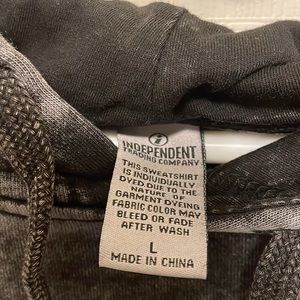 INDEPENDENT
TRADING COMPANY
THIS SWEATSHIRT
IS INDIVIDUALLY
DYED DUE TO THE
NATURE OF
GARMENT DYEING
FABRIC COLOR MAY
BLEED OR FADE
AFTER WASH
L
MADE IN CHINA